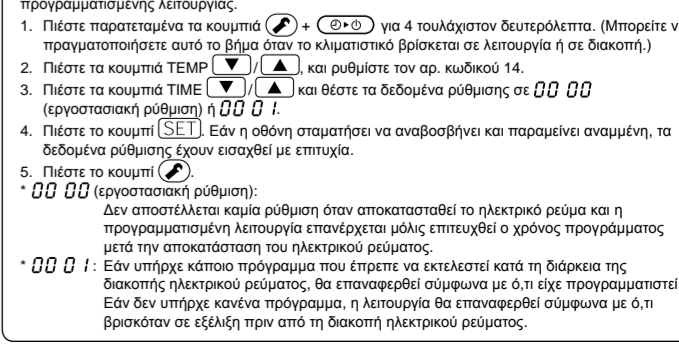 προγραμματισμένης λειτουργίας.
1. Πιέστε παρατεταμένα τα κουμπιά + για 4 τουλάχιστον δευτερόλεπτα. (Μπορείτε ν
πραγματοποιήσετε αυτό το βήμα όταν το κλιματιστικό βρίσκεται σε λειτουργία ή σε διακοπή.)
2. Πιέστε τα κουμπιά TEMP ▼ / ▲, και ρυθμίστε τον αρ. κωδικού 14.
3. Πιέστε τα κουμπιά TIME ▼ / ▲ και θέστε τα δεδομένα ρύθμισης σε 00 00
(εργοστασιακή ρύθμιση) ή 00 0 1.
4. Πιέστε το κουμπί SET. Εάν η οθόνη σταματήσει να αναβοσβήνει και παραμείνει αναμμένη, τα
δεδομένα ρύθμισης έχουν εισαχθεί με επιτυχία.
5. Πιέστε το κουμπί .
* 00 00 (εργοστασιακή ρύθμιση):
Δεν αποστέλλεται καμία ρύθμιση όταν αποκατασταθεί το ηλεκτρικό ρεύμα και η
προγραμματισμένη λειτουργία επανέρχεται μόλις επιτευχθεί ο χρόνος προγράμματος
μετά την αποκατάσταση του ηλεκτρικού ρεύματος.
* 00 0 1 : Εάν υπήρχε κάποιο πρόγραμμα που έπρεπε να εκτελεστεί κατά τη διάρκεια της
διακοπής ηλεκτρικού ρεύματος, θα επαναφερθεί σύμφωνα με ό,τι είχε προγραμματιστεί
Εάν δεν υπήρχε κανένα πρόγραμμα, η λειτουργία θα επαναφερθεί σύμφωνα με ό,τι
βρισκόταν σε εξέλιξη πριν από τη διακοπή ηλεκτρικού ρεύματος.